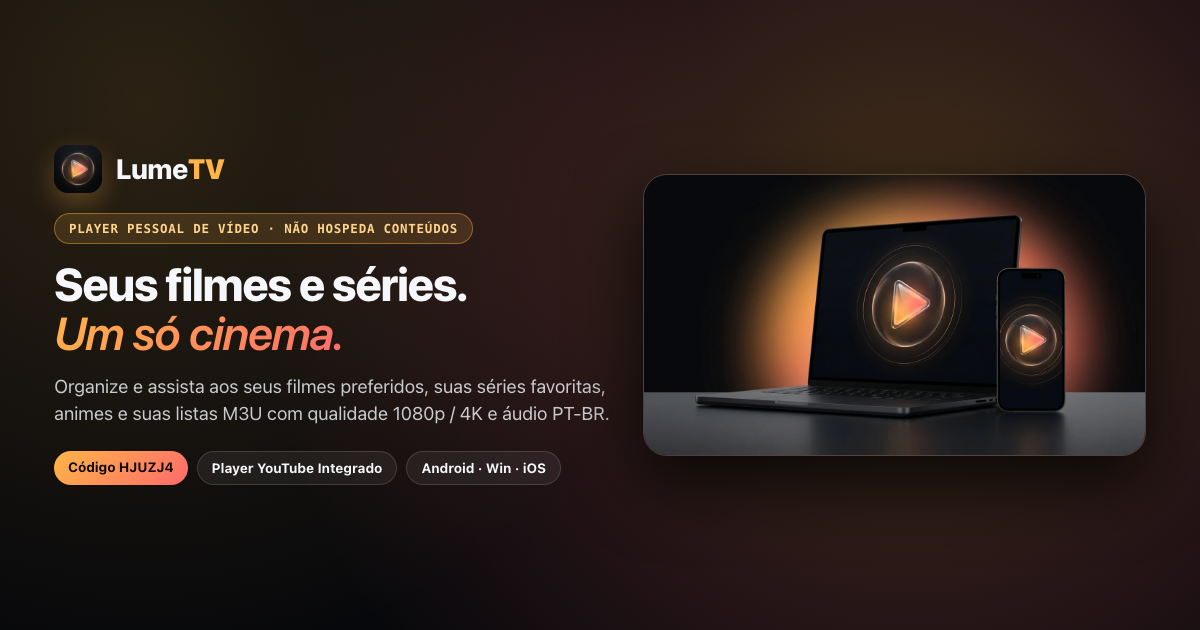 LumeTV
PLAYER PESSOAL DE VÍDEO · NÃO HOSPEDA CONTEÚDOS
Seus filmes e séries.
Um só cinema.
Organize e assista aos seus filmes preferidos, suas séries favoritas,
animes e suas listas M3U com qualidade 1080p / 4K e áudio PT-BR.
Código HJUZJ4
Player YouTube Integrado
Android · Win · iOS